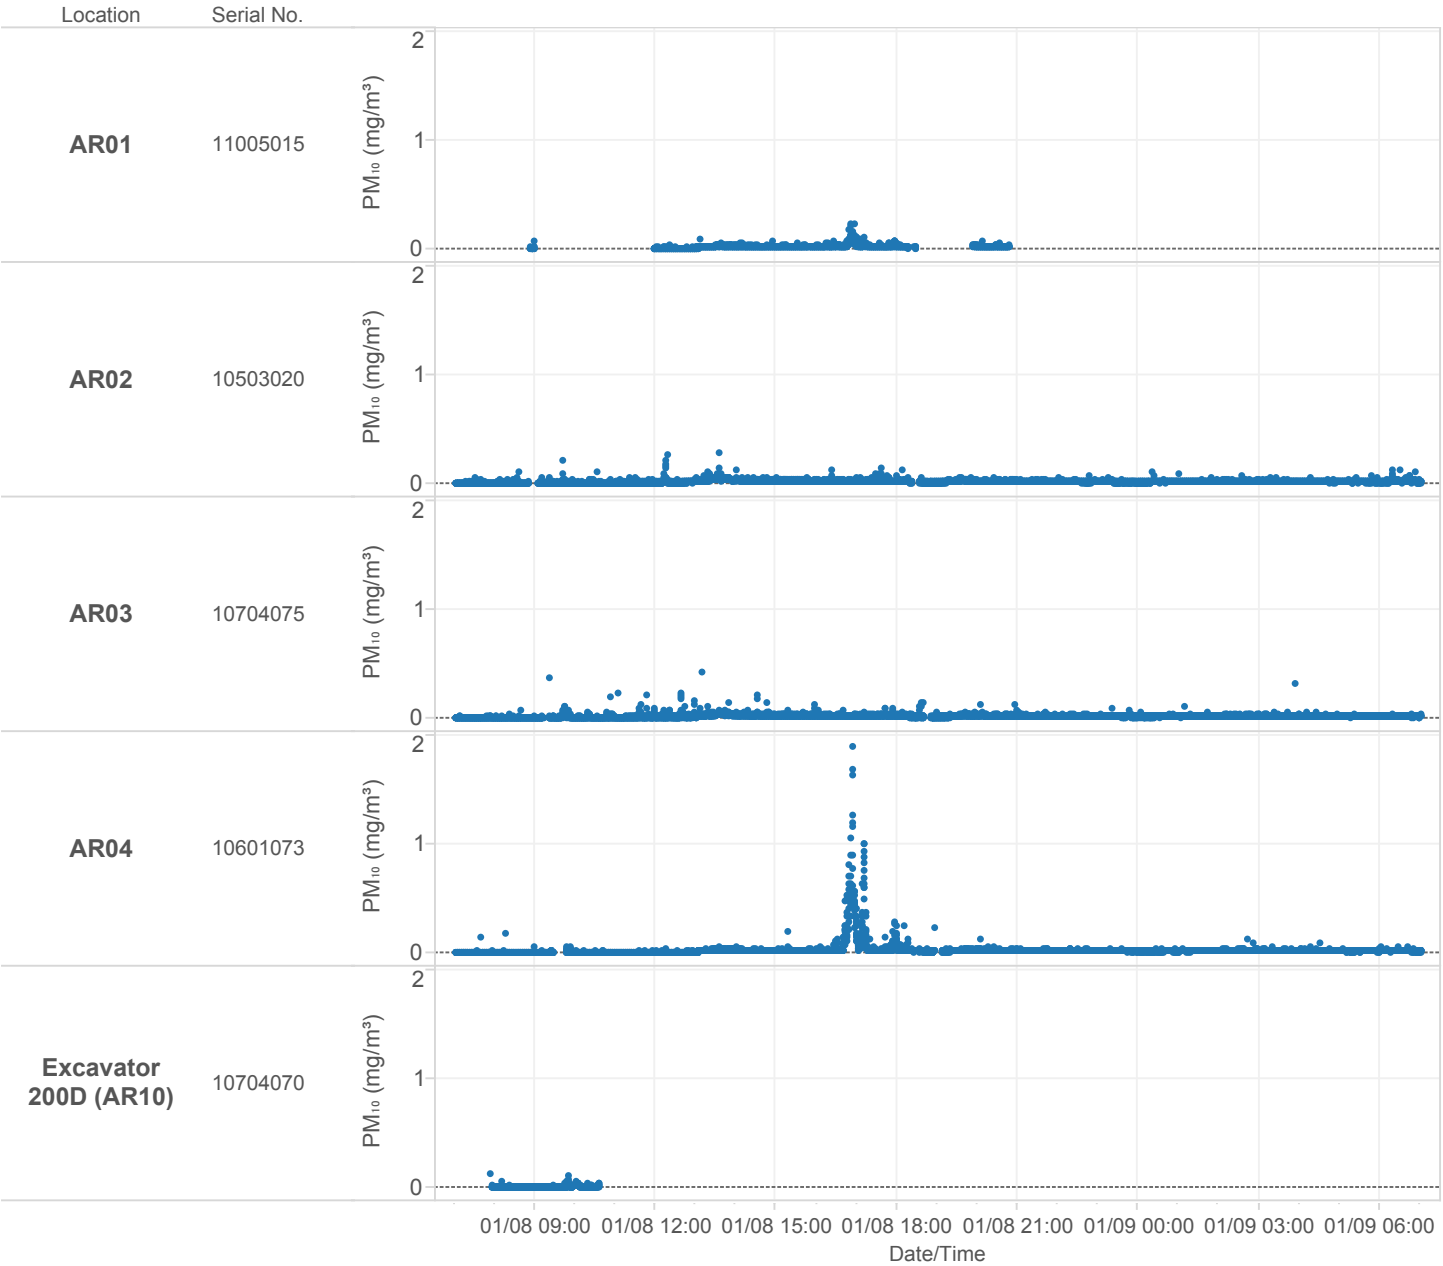 Location Serial No.
AR01 11005015 PM₁₀ (mg/m³) 2 1 0
AR02 10503020 PM₁₀ (mg/m³) 2 1 0
AR03 10704075 PM₁₀ (mg/m³) 2 1 0
AR04 10601073 PM₁₀ (mg/m³) 2 1 0
Excavator
200D (AR10) 10704070 PM₁₀ (mg/m³) 2 1 0
01/08 09:00 01/08 12:00 01/08 15:00 01/08 18:00 01/08 21:00 01/09 00:00 01/09 03:00 01/09 06:00
Date/Time